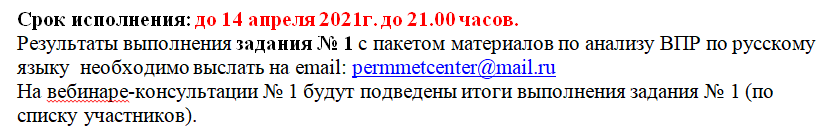 Срок исполнения: до 14 апреля 2021г. до 21.00 часов.
Результаты выполнения задания № 1 с пакетом материалов по анализу ВПР по русскому
языку необходимо выслать на email: permmetcenter@mail.ru
На вебинаре-консультации № 1 будут подведены итоги выполнения задания № 1 (по
списку участников).